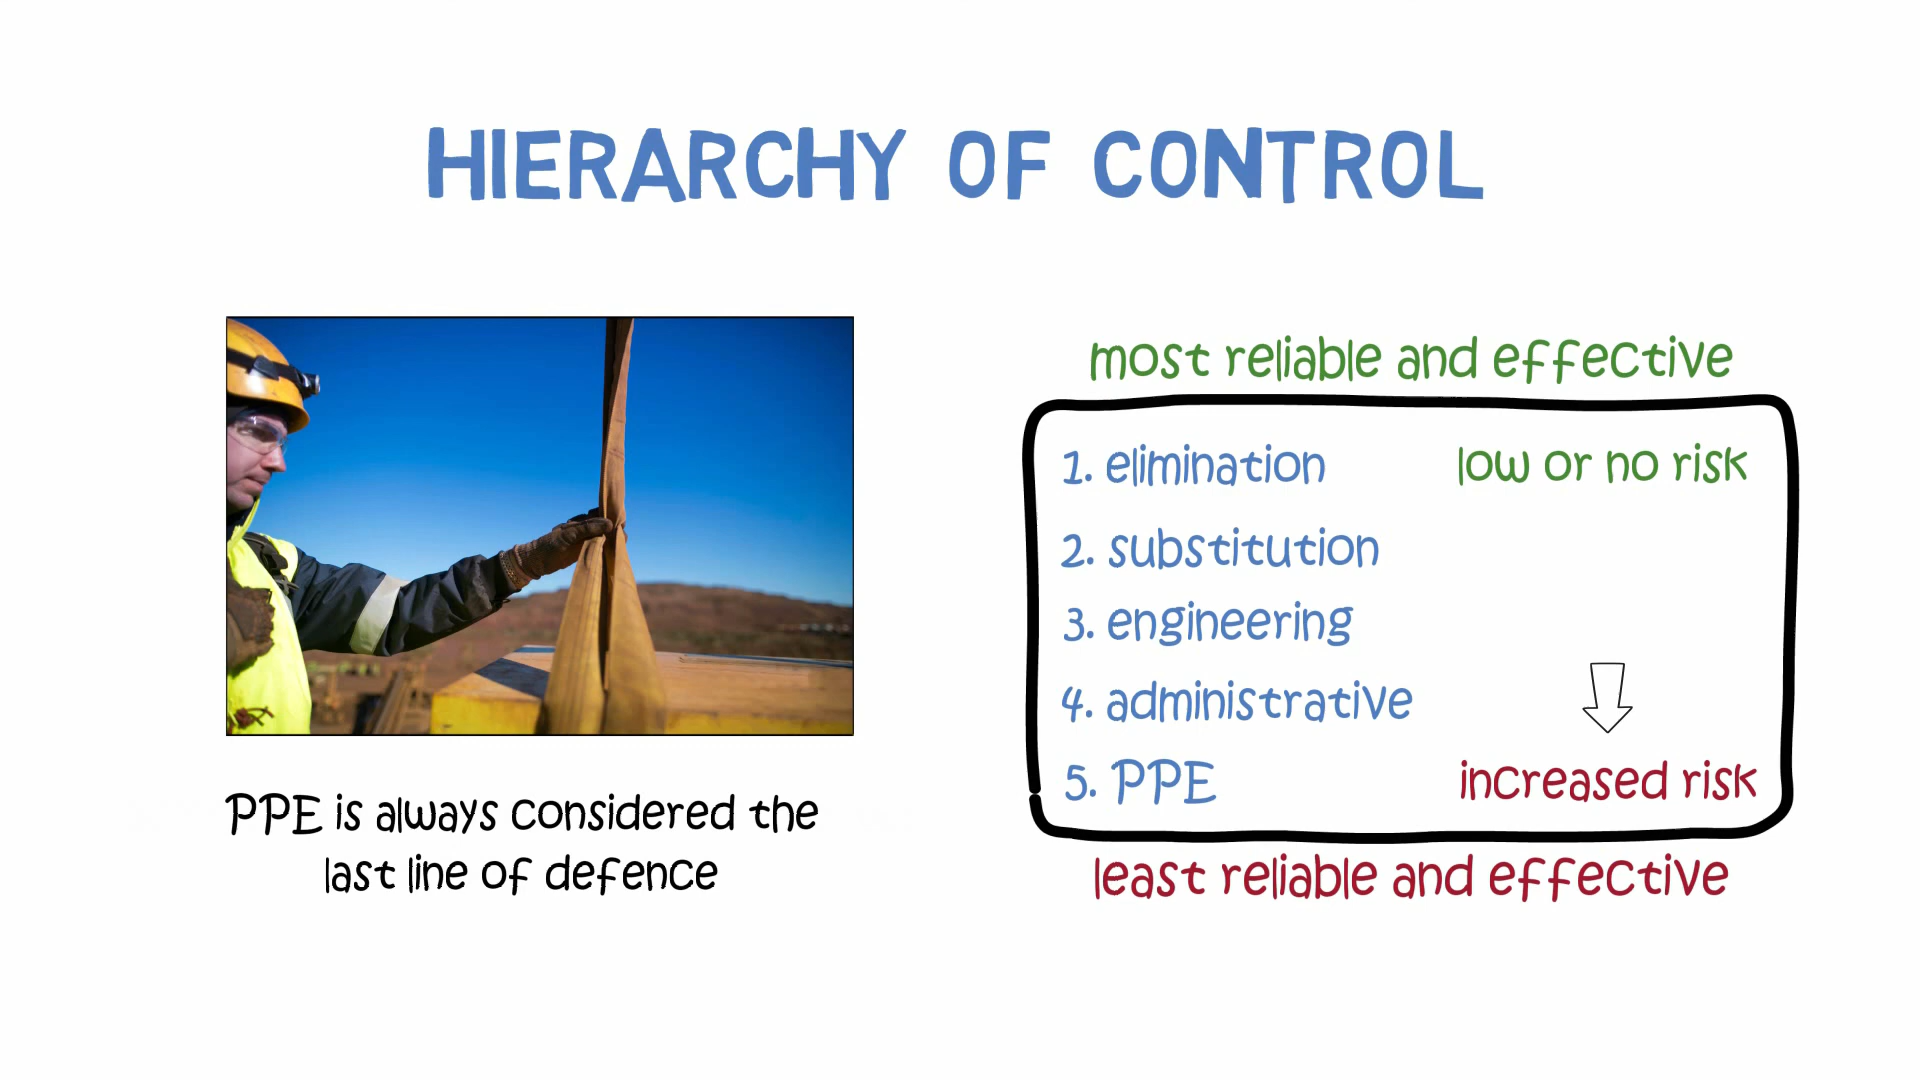 HIERARCHY OF CONTROL
PPE is always considered the
last line of defence
most reliable and effective
1. elimination low or no risk
2. substitution
3. engineering
4. administrative
5. PPE increased risk
least reliable and effective